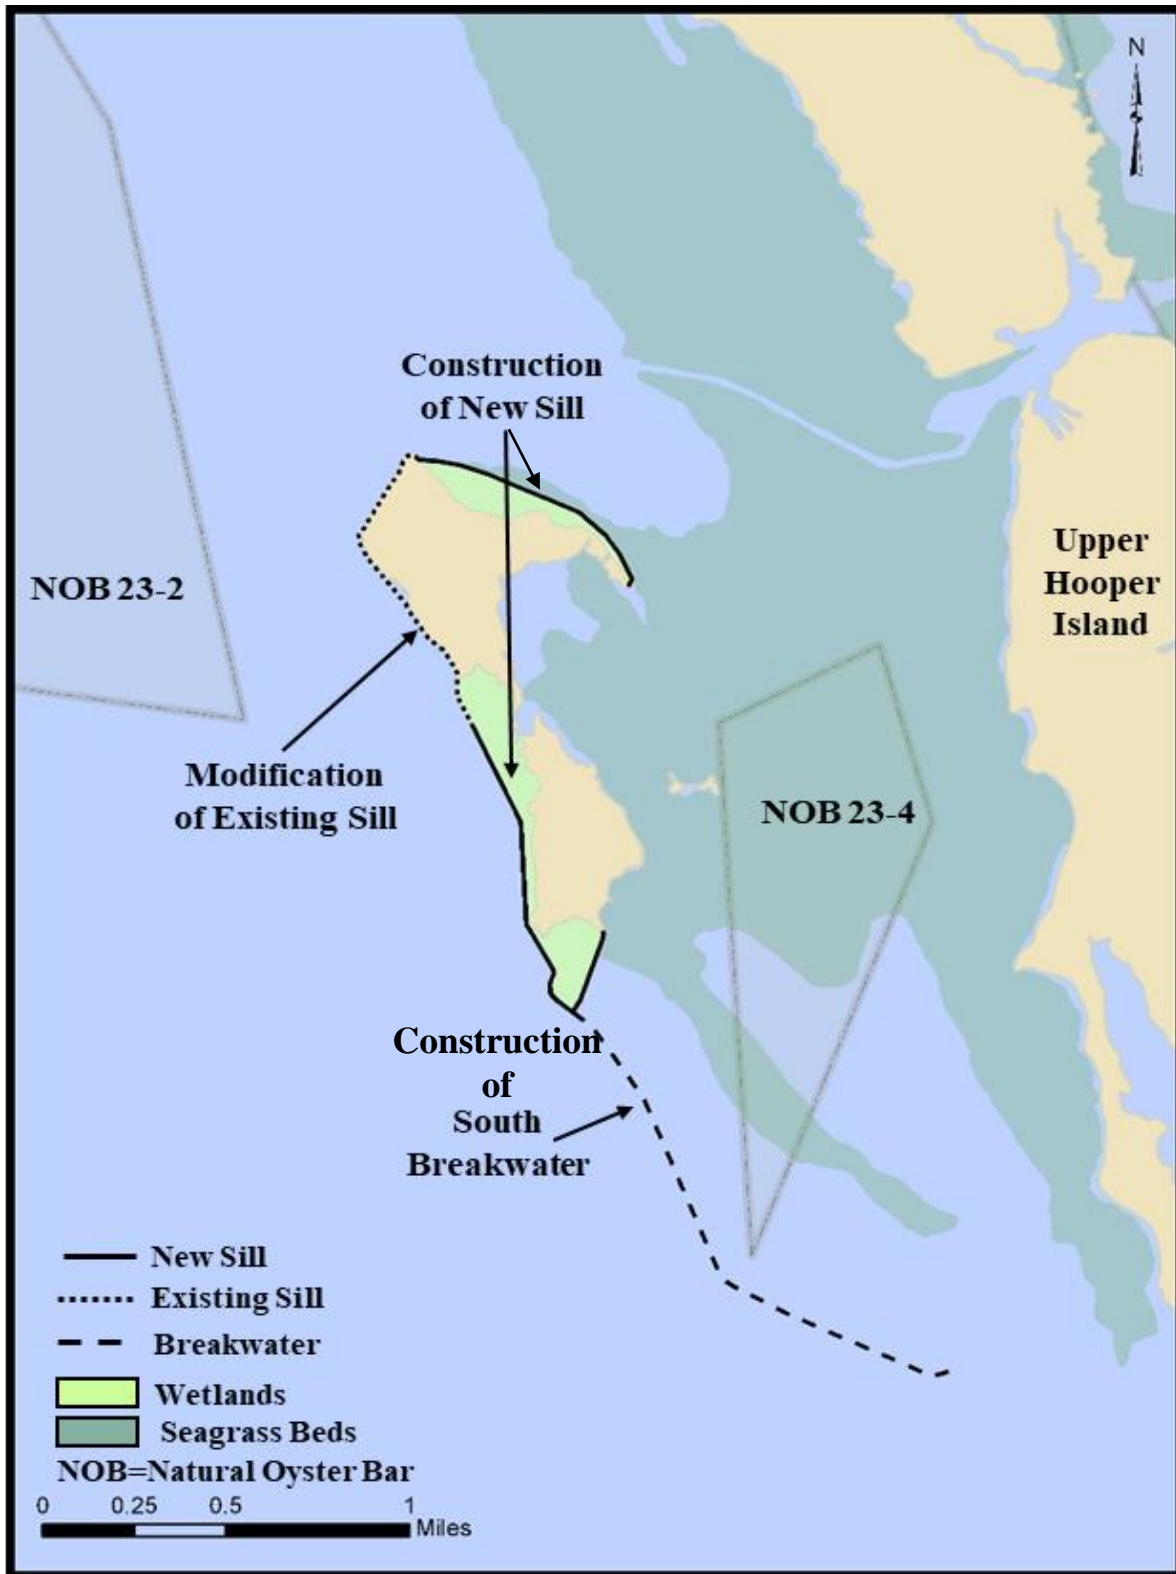 N
Construction
of New Sill
Upper
Hooper
Island
NOB 23-2
Modification
of Existing Sill
NOB 23-4
Construction
of
South
Breakwater
New Sill
Existing Sill
Breakwater
Wetlands
Seagrass Beds
NOB=Natural Oyster Bar
0 0.25 0.5 1
Miles